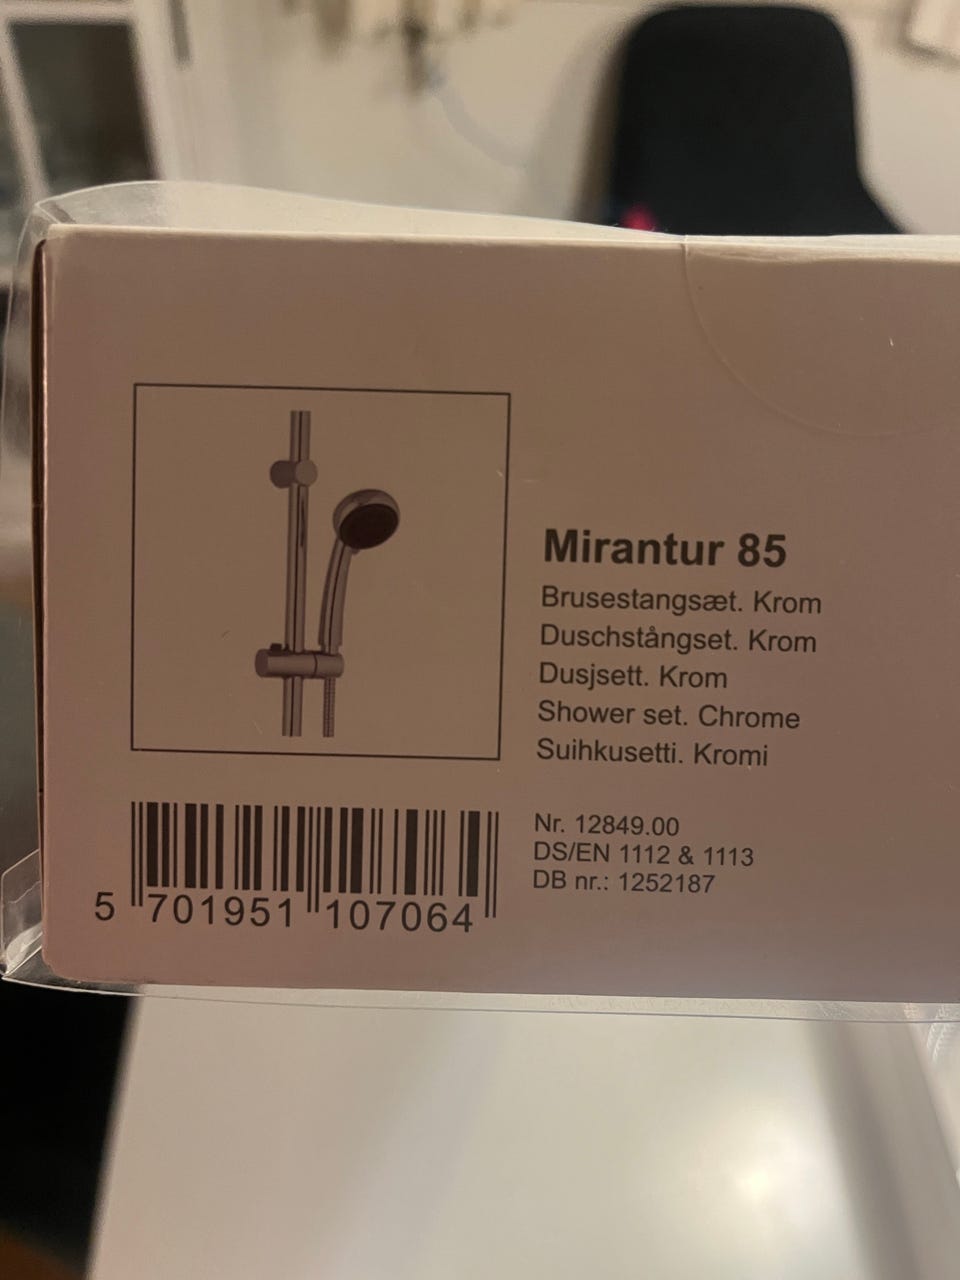 Mirantur 85
Brusestangsæt. Krom
Duschstångset. Krom
Dusjsett. Krom
Shower set. Chrome
Suihkusetti. Kromi
Nr. 12849.00
DS/EN 1112 & 1113
DB nr.: 1252187
5 701951 107064